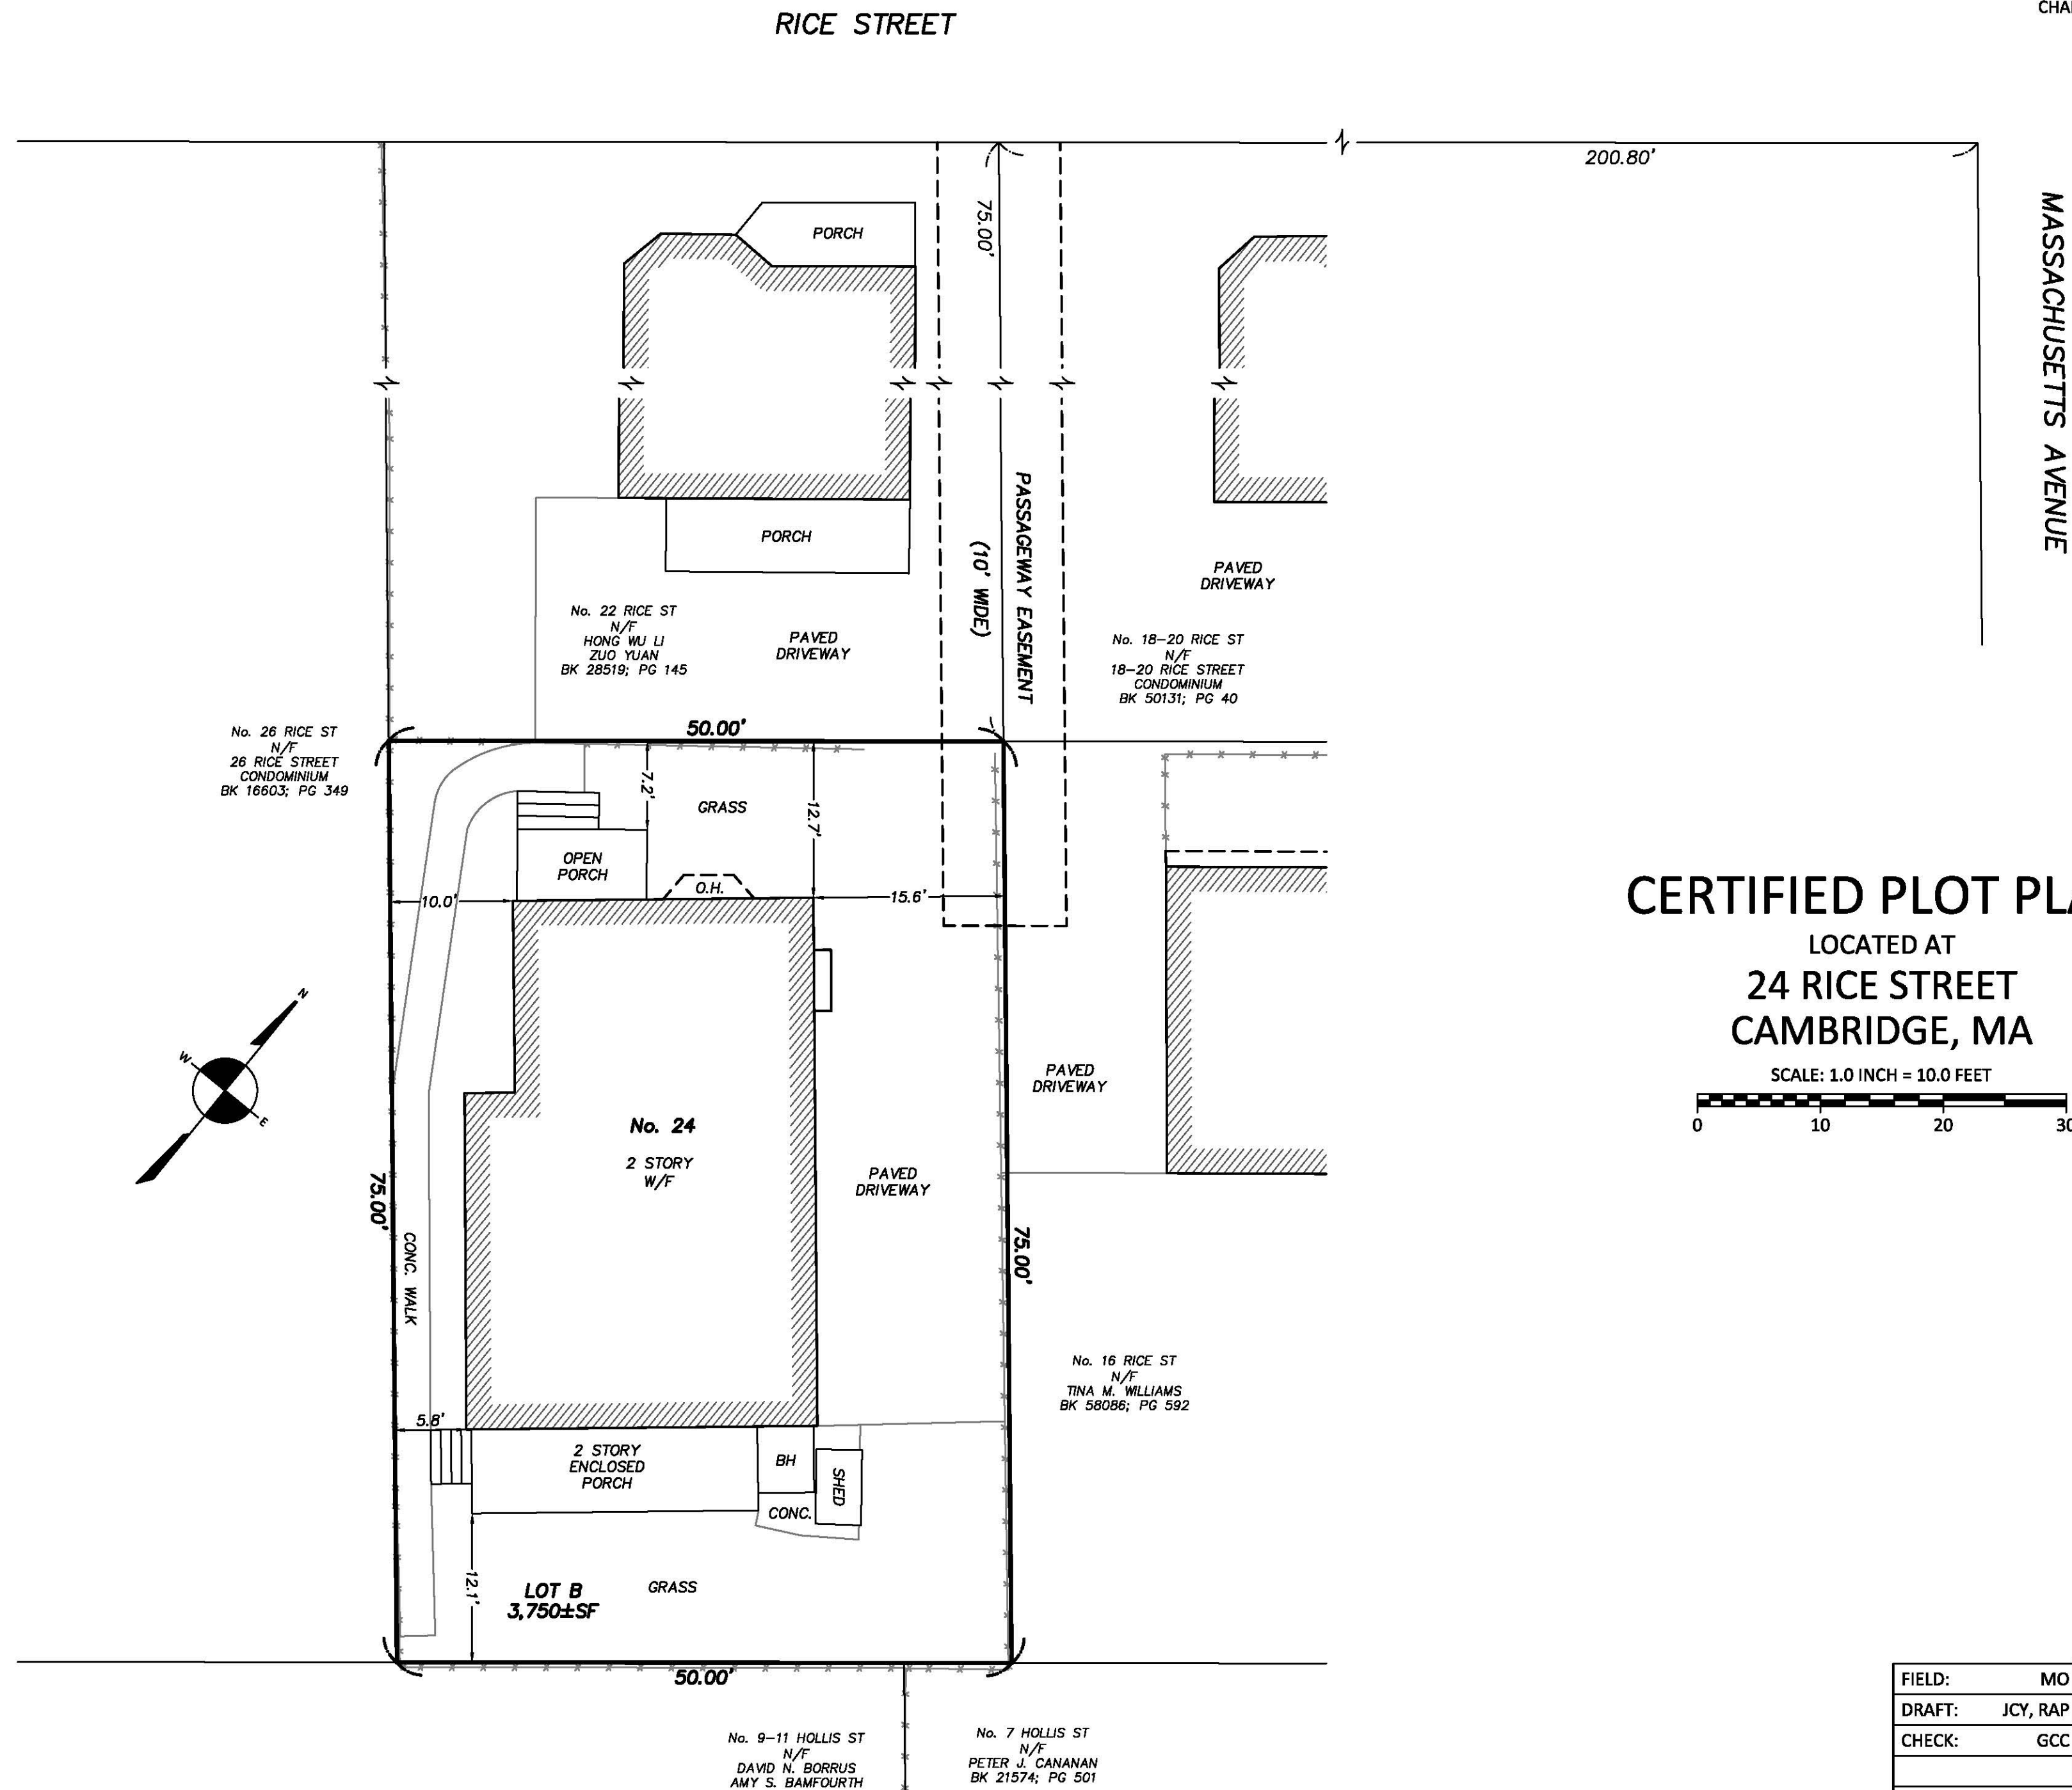 CHA
RICE STREET
200.80'
MASSACHUSETTS AVENUE
75.00'
PORCH
PORCH
PASSAGEWAY EASEMENT
(10' WIDE)
PAVED
DRIVEWAY
No. 22 RICE ST
N/F
HONG WU LI
ZUO YUAN
BK 28519; PG 145
PAVED
DRIVEWAY
No. 18-20 RICE ST
N/F
18-20 RICE STREET
CONDOMINIUM
BK 50131; PG 40
No. 26 RICE ST
N/F
26 RICE STREET
CONDOMINIUM
BK 16603; PG 349
50.00'
7.2'
GRASS
12.7'
OPEN
PORCH
O.H.
10.0'
15.6'
CERTIFIED PLOT PLA
LOCATED AT
24 RICE STREET
CAMBRIDGE, MA
SCALE: 1.0 INCH = 10.0 FEET
0 10 20 30
N
W
E
PAVED
DRIVEWAY
No. 24
2 STORY
W/F
PAVED
DRIVEWAY
75.00'
CONC. WALK
75.00'
No. 16 RICE ST
N/F
TINA M. WILLIAMS
BK 58086; PG 592
5.8'
2 STORY
ENCLOSED
PORCH
BH
SHED
CONC.
12.1'
LOT B
3,750±SF
GRASS
50.00'
No. 9-11 HOLLIS ST
N/F
DAVID N. BORRUS
AMY S. BAMFOURTH
No. 7 HOLLIS ST
N/F
PETER J. CANANAN
BK 21574; PG 501
FIELD: MO
DRAFT: JCY, RAP
CHECK: GCC